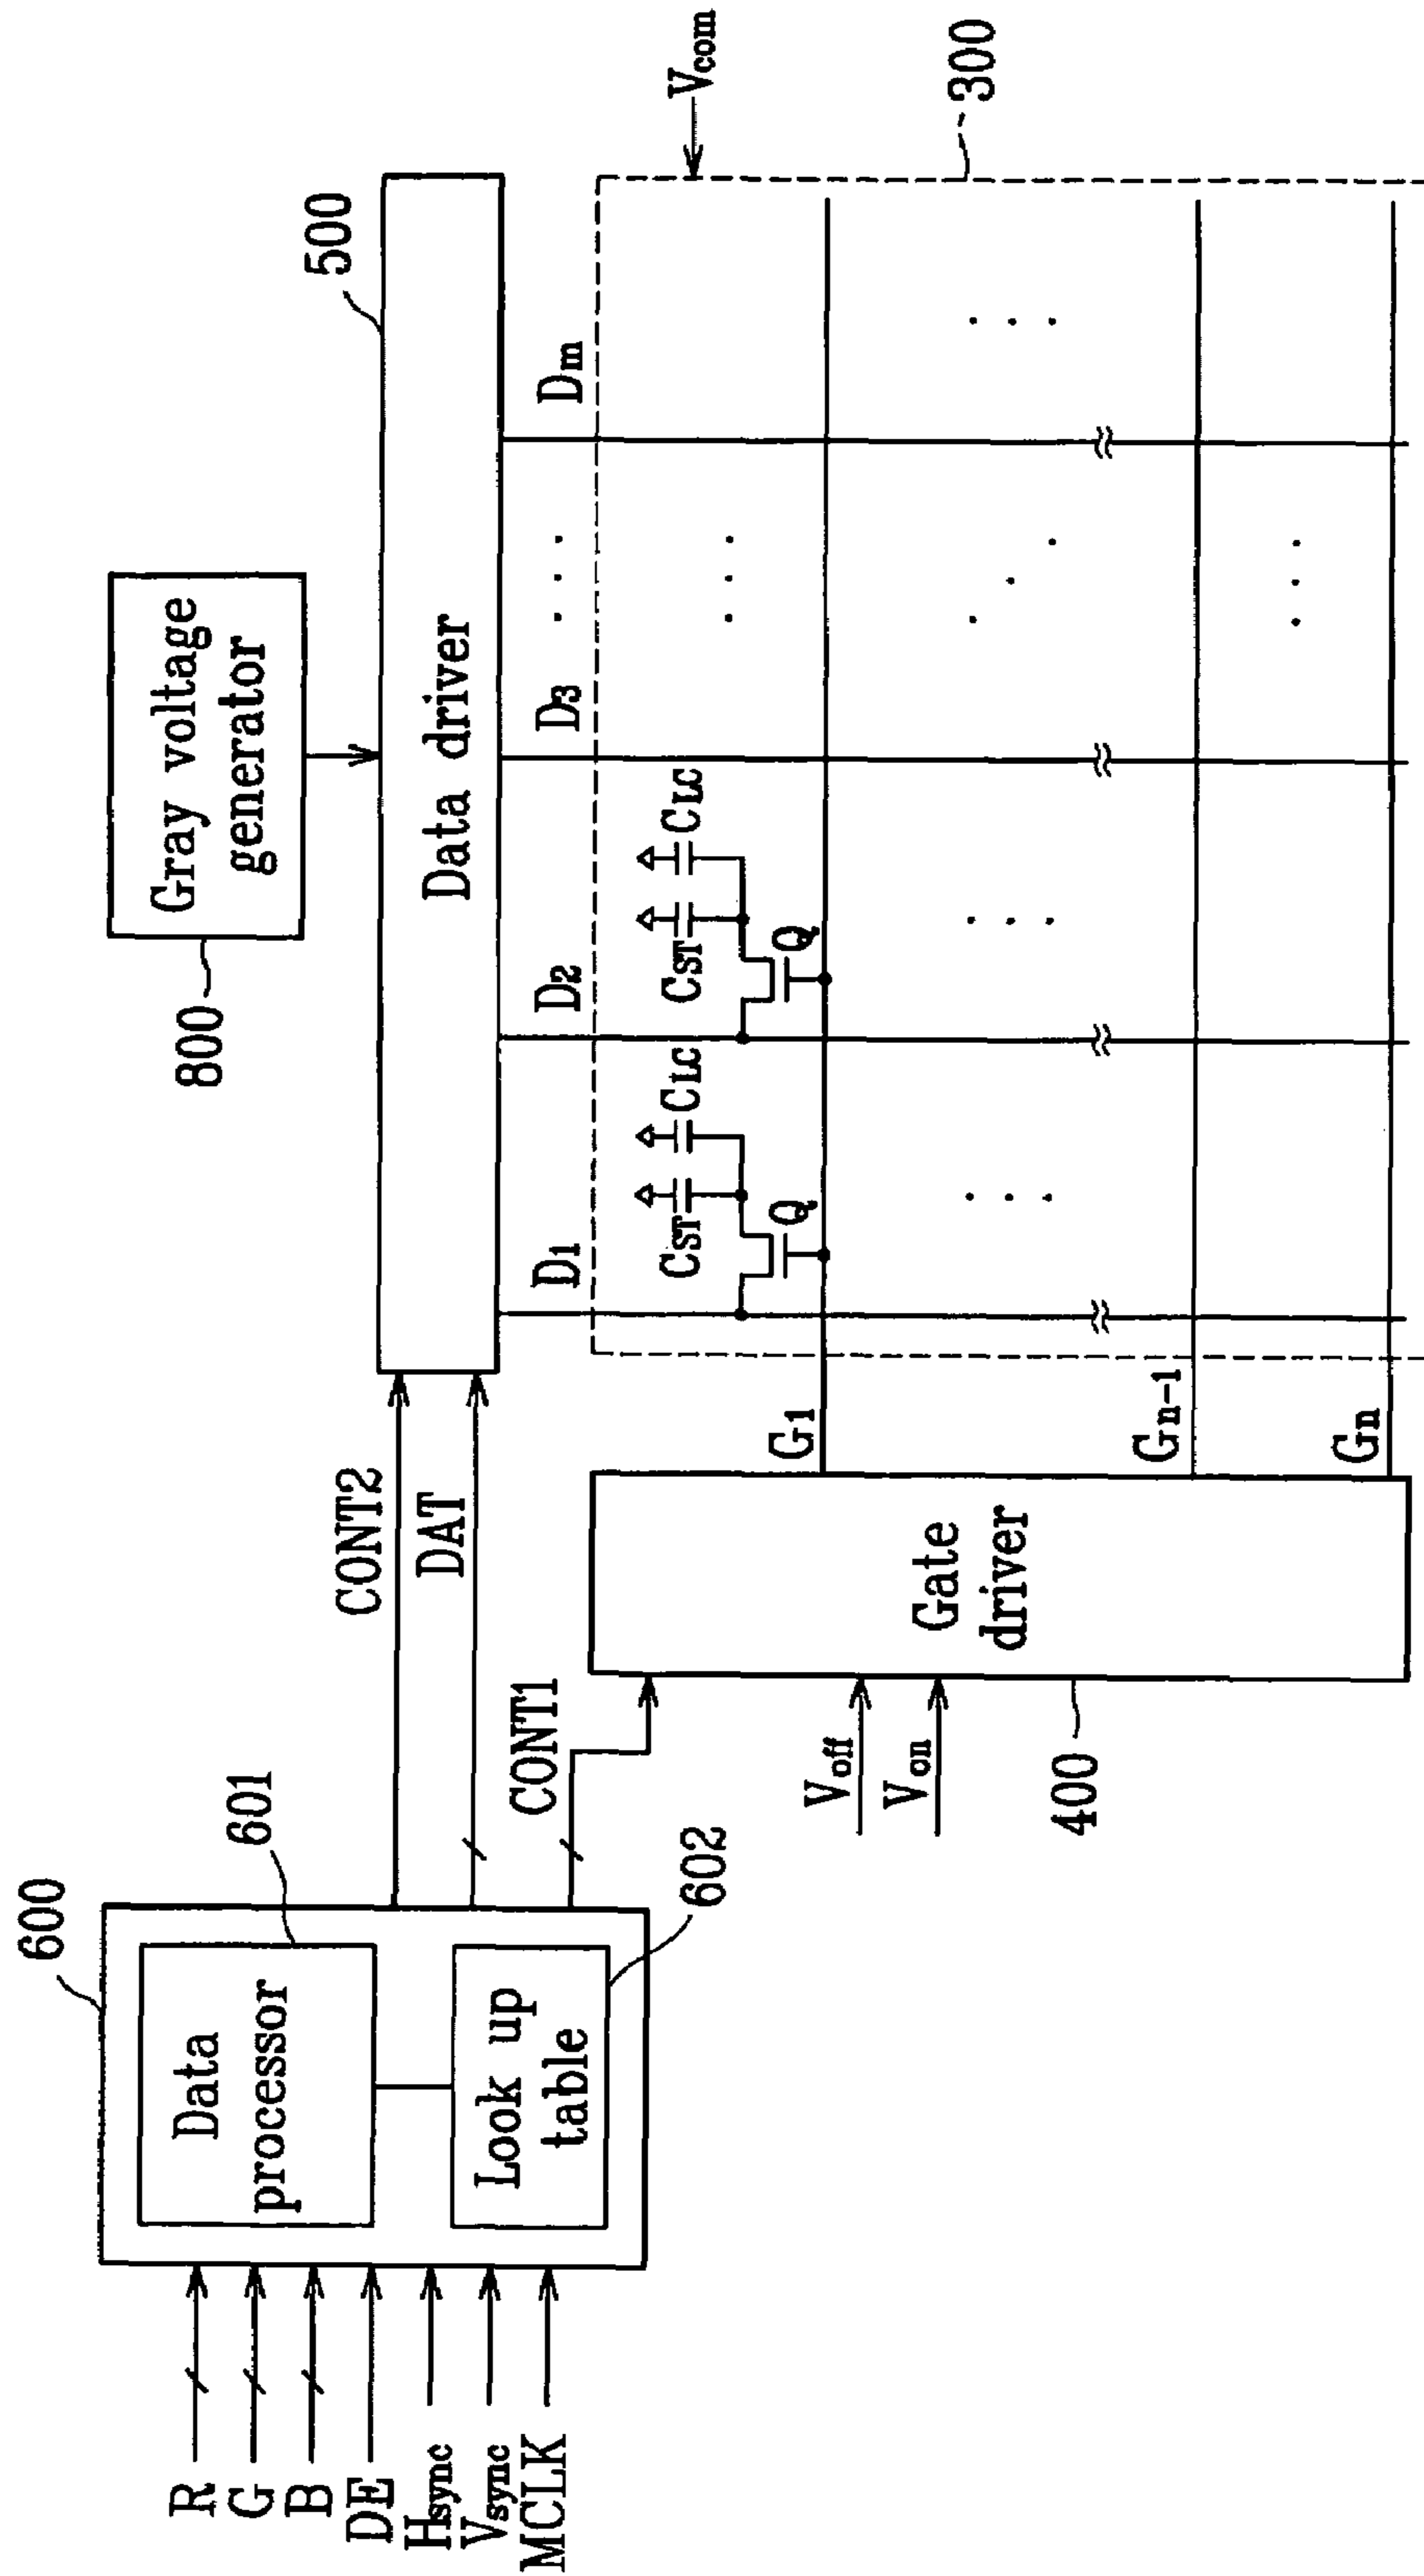 600
601
Data
processor
Look up
table
602
R
G
B
DE
Hsync
Vsync
MCLK
CONT2
DAT
CONT1
800
Gray voltage
generator
500
Data driver
D1
D2
D3
Dm
Vcom
300
CST
CLC
Q
CST
CLC
Q
G1
Gn-1
Gn
Gate
driver
Voff
Von
400